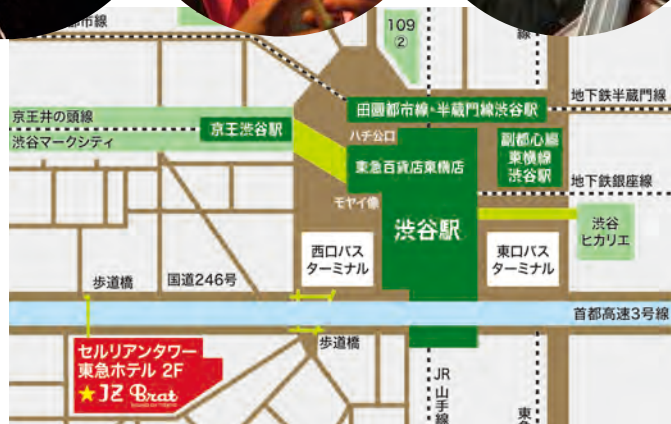 都市線
109
②
線
地下鉄半蔵門線
田園都市線・半蔵門線渋谷駅
京王井の頭線
京王渋谷駅
渋谷マークシティ
ハチ公口
副都心線
東横線
渋谷駅
東急百貨店東横店
地下鉄銀座線
モヤイ像
渋谷駅
渋谷
ヒカリエ
西口バス
ターミナル
東口バス
ターミナル
歩道橋
国道246号
首都高速3号線
セルリアンタワー
東急ホテル 2F
★JZ Brat
歩道橋
JR
山手線
東急